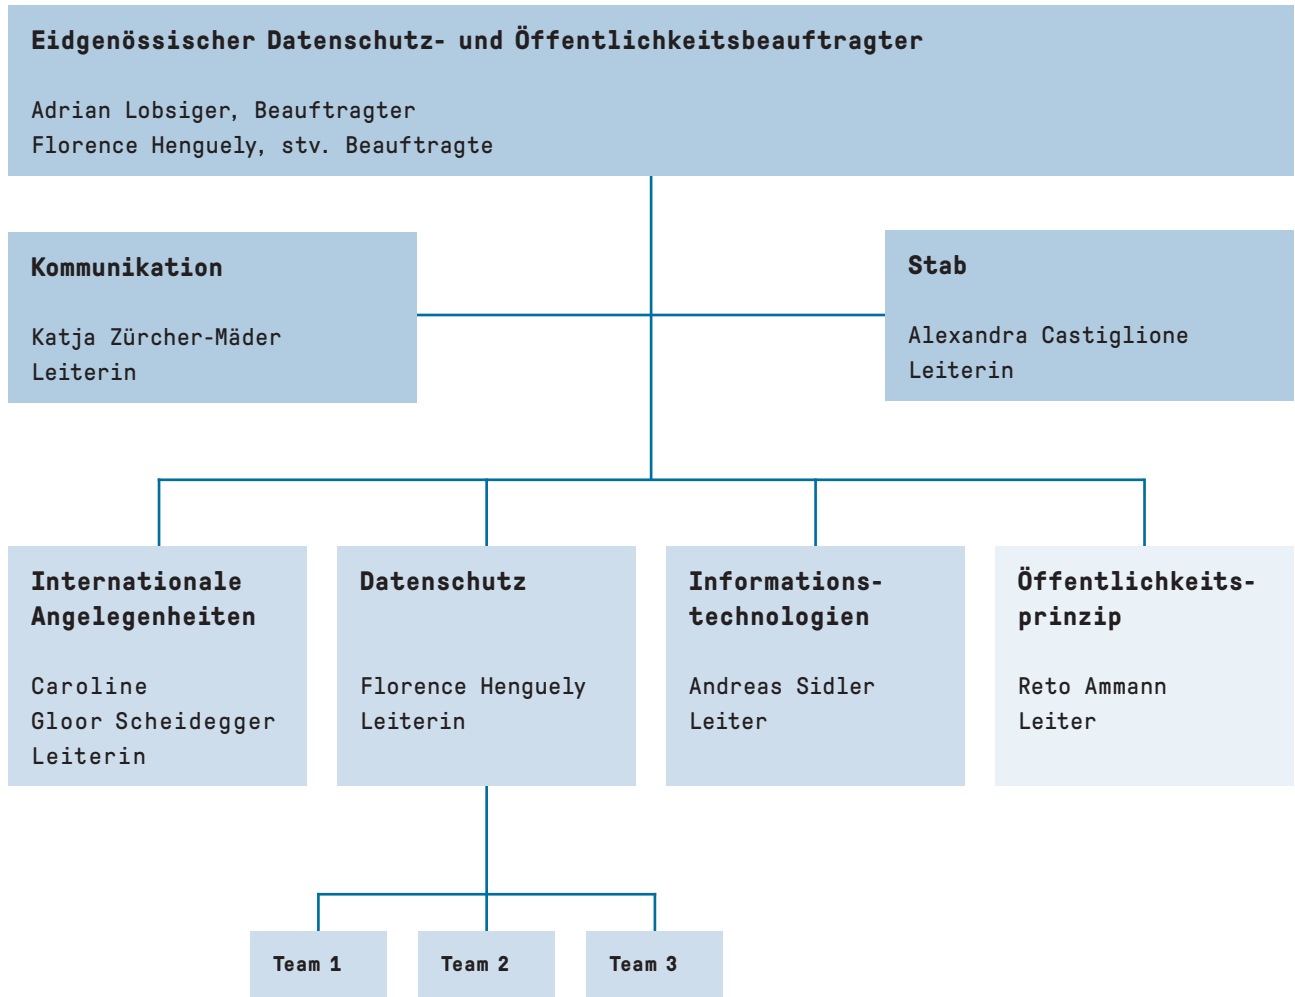 Eidgenössischer Datenschutz- und Öffentlichkeitsbeauftragter
Adrian Lobsiger, Beauftragter
Florence Henguely, stv. Beauftragte
Kommunikation
Katja Zürcher-Mäder
Leiterin
Stab
Alexandra Castiglione
Leiterin
Internationale
Angelegenheiten
Caroline
Gloor Scheidegger
Leiterin
Datenschutz
Florence Henguely
Leiterin
Informations-
technologien
Andreas Sidler
Leiter
Öffentlichkeits-
prinzip
Reto Ammann
Leiter
Team 1
Team 2
Team 3